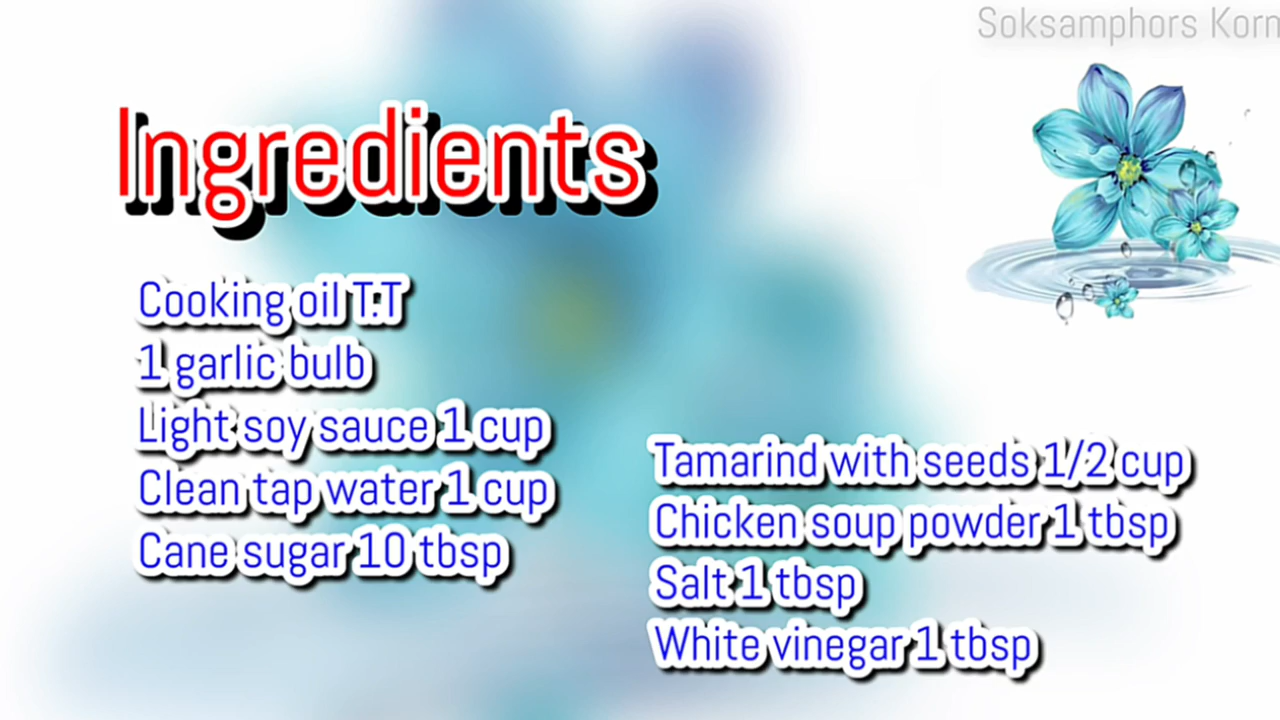 Soksamphors Korn
Ingredients
Cooking oil T.T
1 garlic bulb
Light soy sauce 1 cup
Clean tap water 1 cup
Cane sugar 10 tbsp
Tamarind with seeds 1/2 cup
Chicken soup powder 1 tbsp
Salt 1 tbsp
White vinegar 1 tbsp